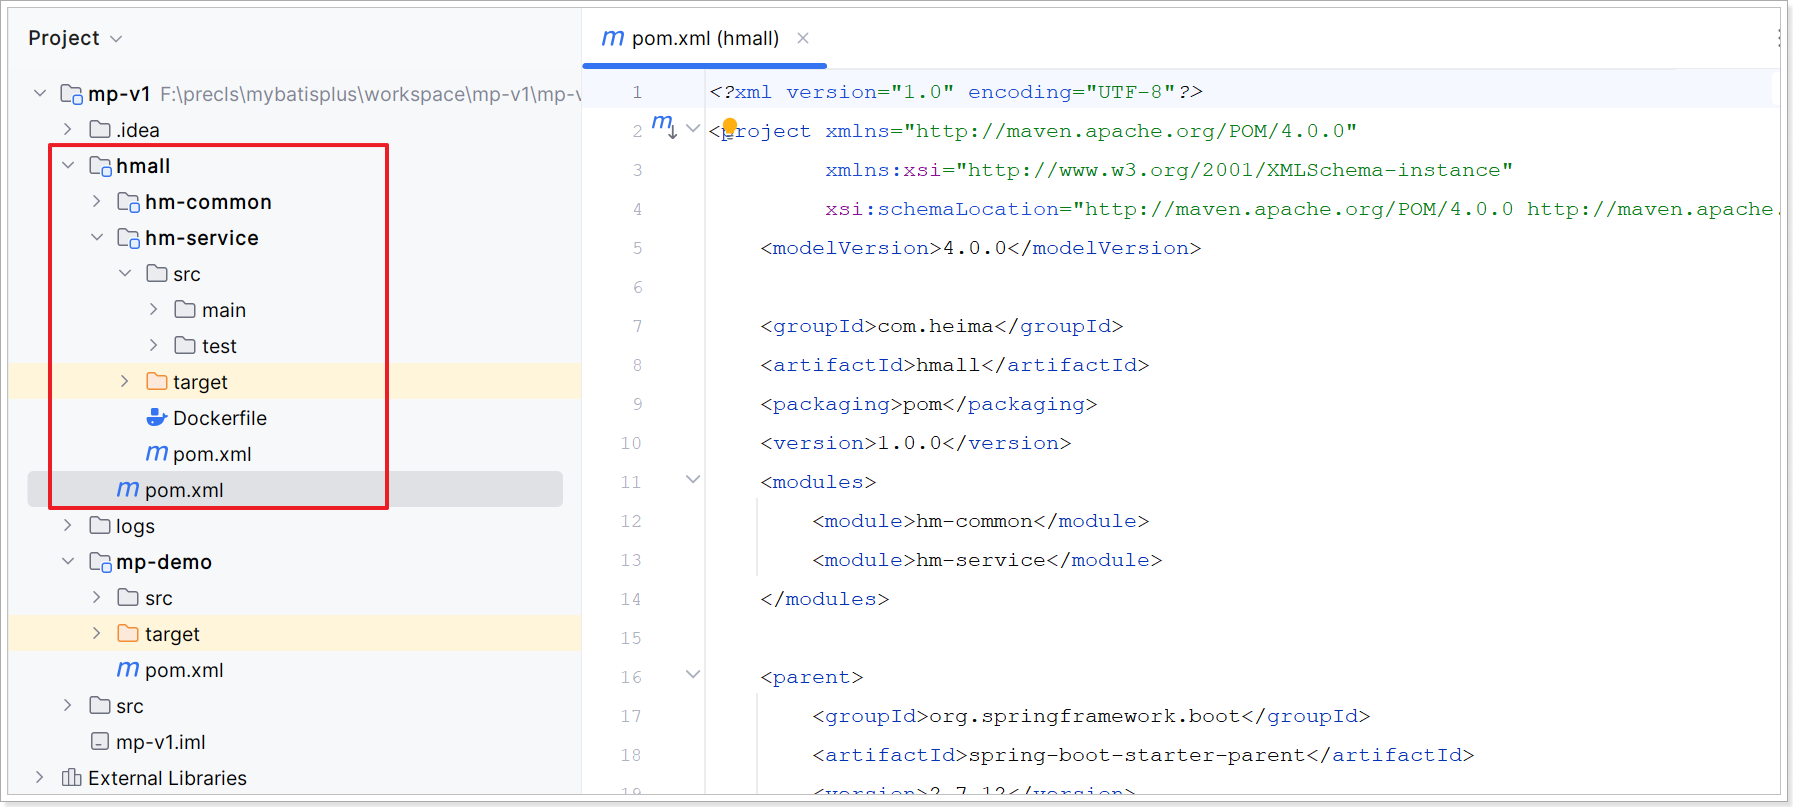 Project
mp-v1 F:\precls\mybatisplus\workspace\mp-v1\mp-v
.idea
hmall
hm-common
hm-service
src
main
test
target
Dockerfile
pom.xml
pom.xml
logs
mp-demo
src
target
pom.xml
src
mp-v1.iml
External Libraries
pom.xml (hmall)
1 <?xml version="1.0" encoding="UTF-8"?>
2 <project xmlns="http://maven.apache.org/POM/4.0.0"
3 xmlns:xsi="http://www.w3.org/2001/XMLSchema-instance"
4 xsi:schemaLocation="http://maven.apache.org/POM/4.0.0 http://maven.apache.
5 <modelVersion>4.0.0</modelVersion>
6
7 <groupId>com.heima</groupId>
8 <artifactId>hmall</artifactId>
9 <packaging>pom</packaging>
10 <version>1.0.0</version>
11 <modules>
12 <module>hm-common</module>
13 <module>hm-service</module>
14 </modules>
15
16 <parent>
17 <groupId>org.springframework.boot</groupId>
18 <artifactId>spring-boot-starter-parent</artifactId>
19 <version>2.7.12</version>